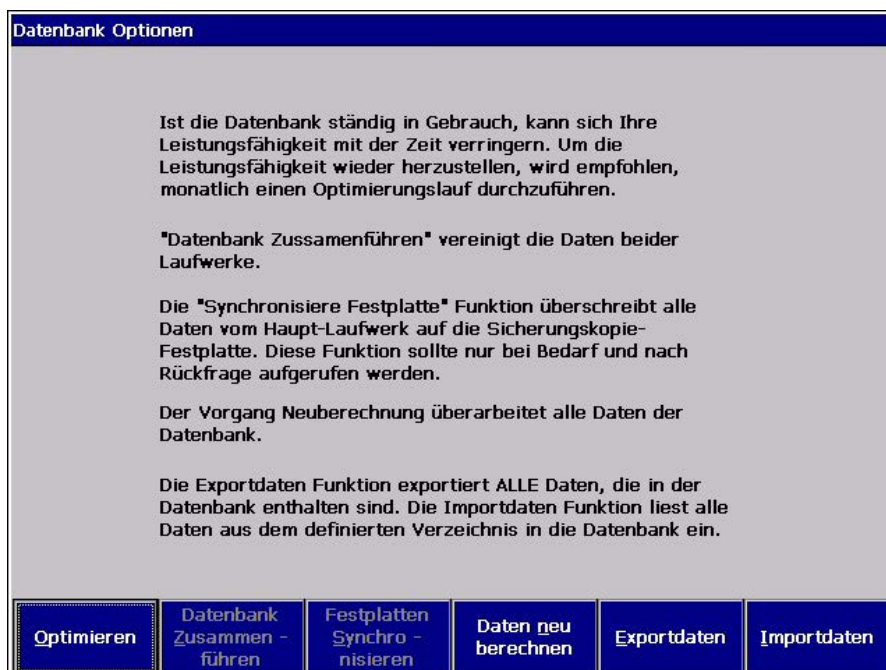 Datenbank Optionen
Ist die Datenbank ständig in Gebrauch, kann sich Ihre
Leistungsfähigkeit mit der Zeit verringern. Um die
Leistungsfähigkeit wieder herzustellen, wird empfohlen,
monatlich einen Optimierungslauf durchzuführen.
"Datenbank Zussamenführen" vereinigt die Daten beider
Laufwerke.
Die "Synchronisiere Festplatte" Funktion überschreibt alle
Daten vom Haupt-Laufwerk auf die Sicherungskopie-
Festplatte. Diese Funktion sollte nur bei Bedarf und nach
Rückfrage aufgerufen werden.
Der Vorgang Neuberechnung überarbeitet alle Daten der
Datenbank.
Die Exportdaten Funktion exportiert ALLE Daten, die in der
Datenbank enthalten sind. Die Importdaten Funktion liest alle
Daten aus dem definierten Verzeichnis in die Datenbank ein.
Optimieren
Datenbank
Zusammen -
führen
Festplatten
Synchro -
nisieren
Daten neu
berechnen
Exportdaten
Importdaten